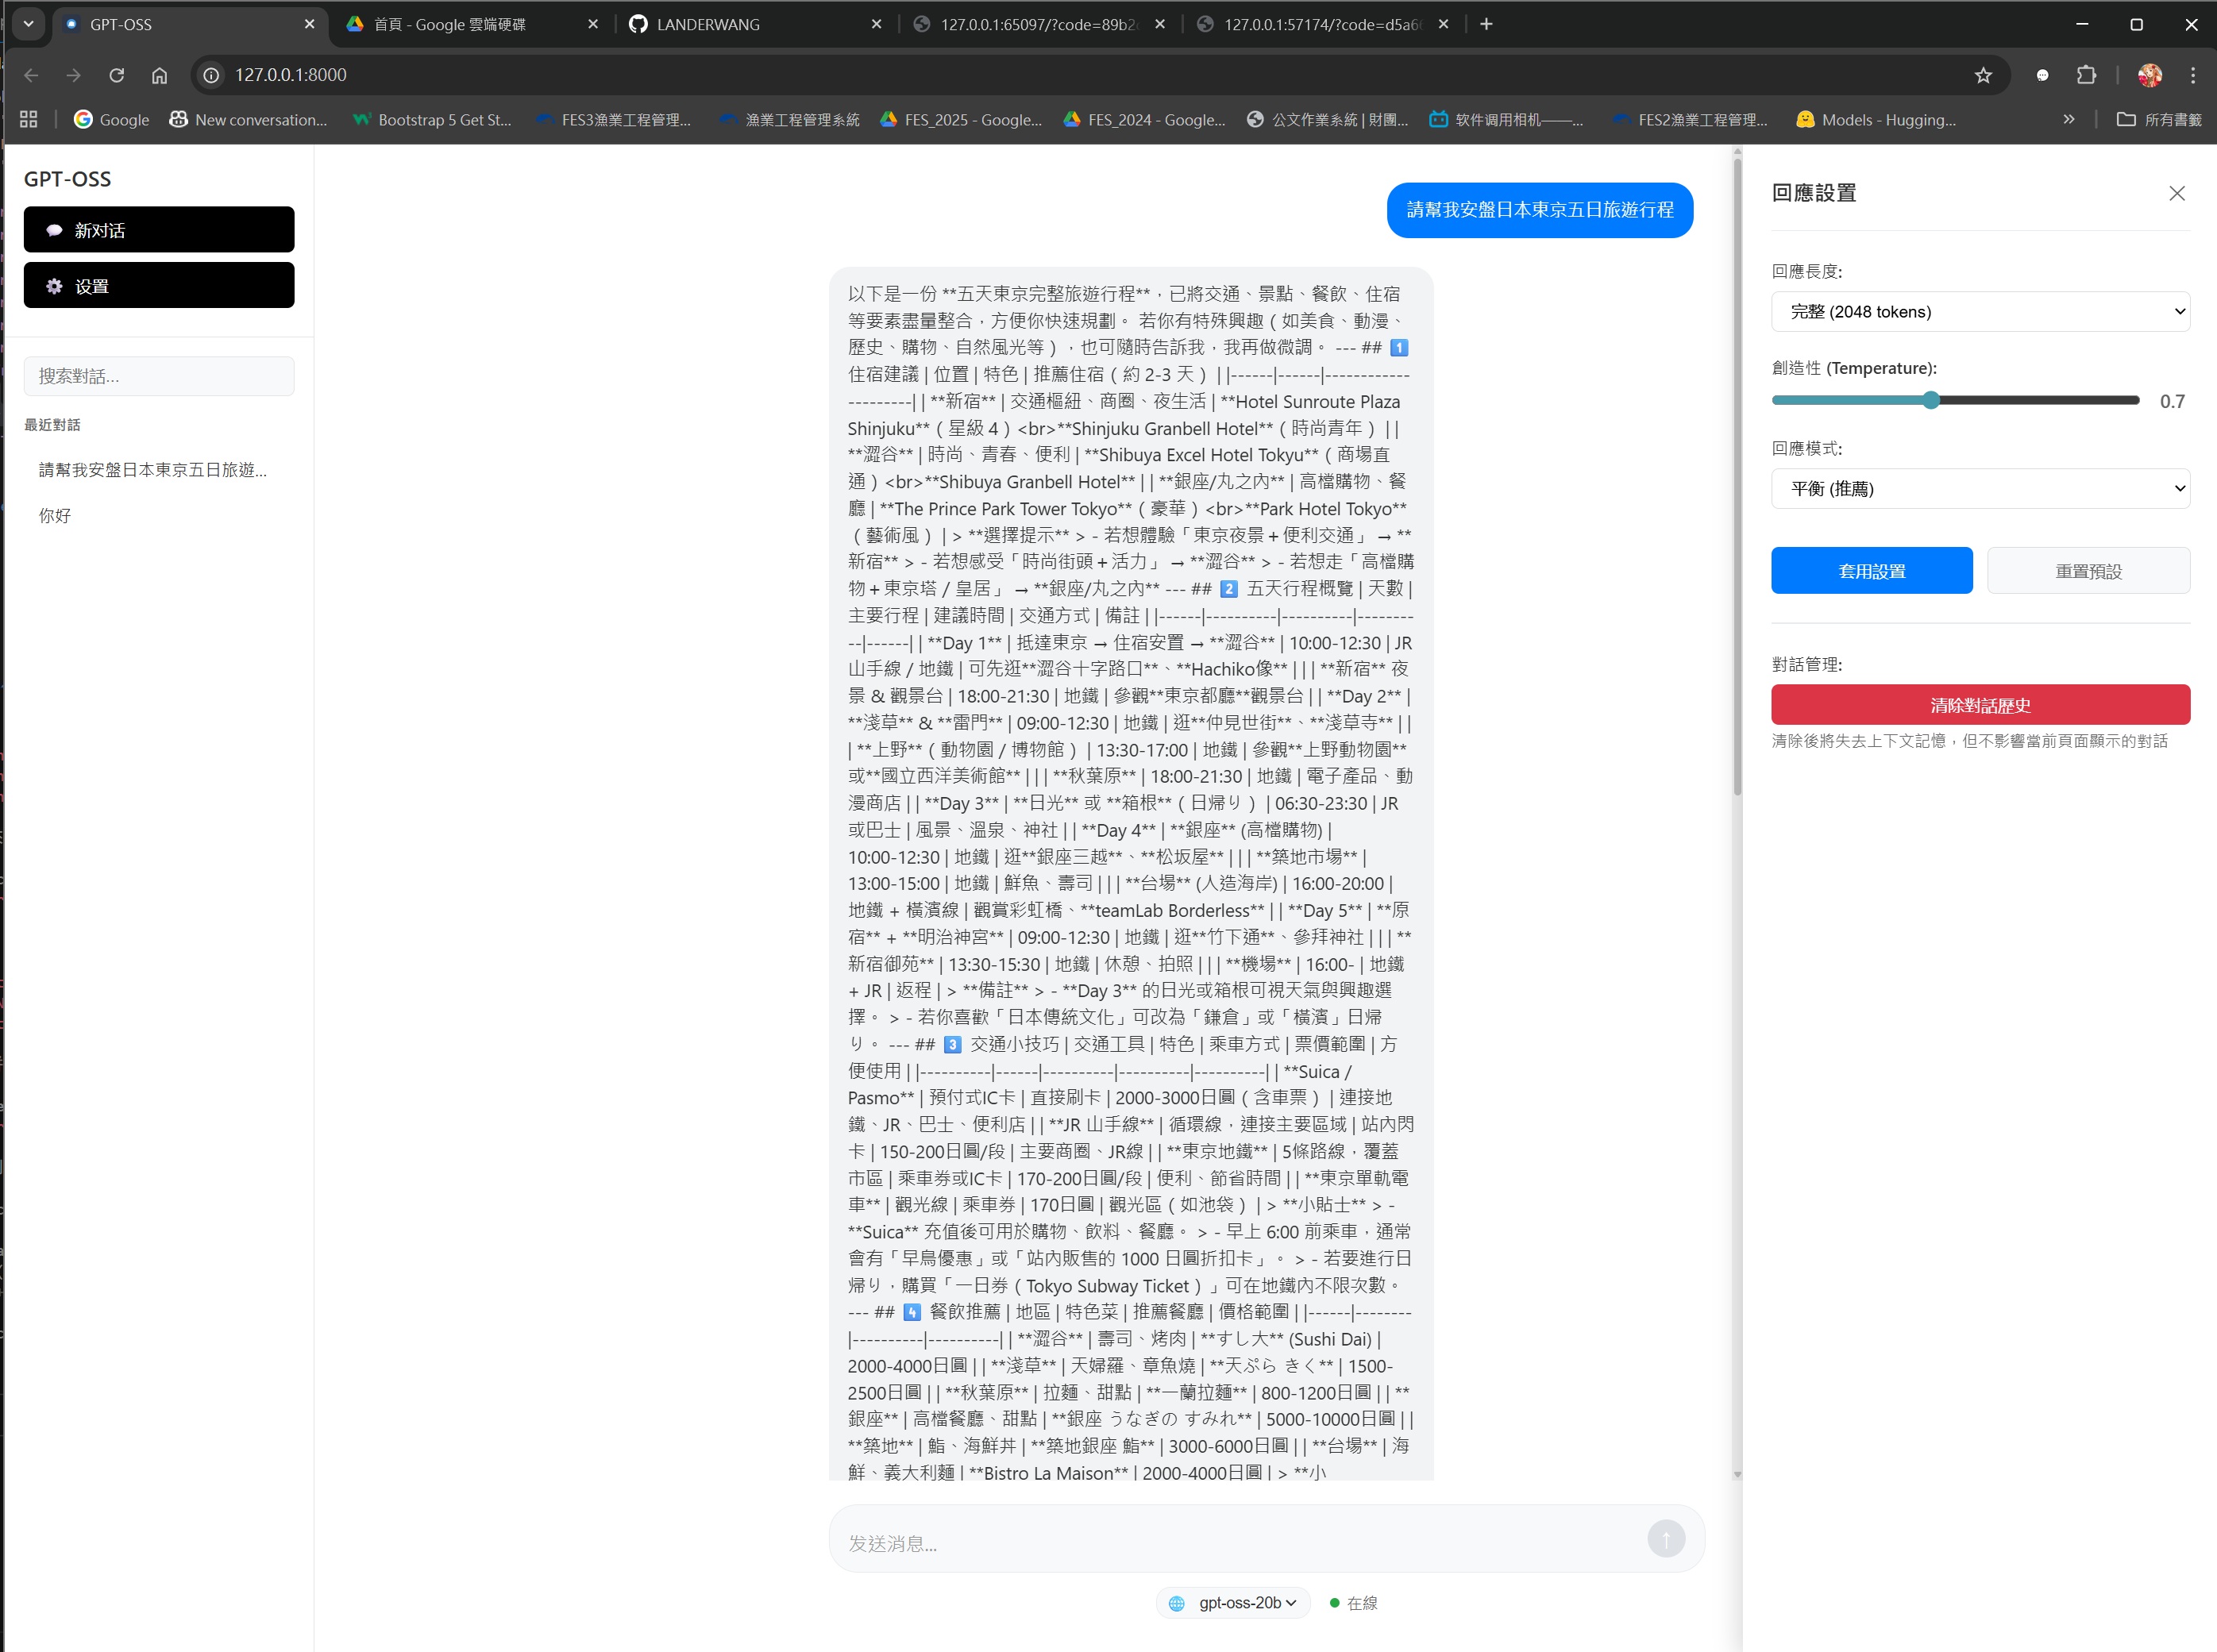 GPT-OSS
首頁 - Google 雲端硬碟
LANDERWANG
127.0.0.1:65097/?code=89b2
127.0.0.1:57174/?code=d5a6
127.0.0.1:8000
Google
New conversation...
Bootstrap 5 Get St...
FES3漁業工程管理...
漁業工程管理系統
FES_2025 - Google...
FES_2024 - Google...
公文作業系統 | 財團...
软件调用相机——...
FES2漁業工程管理...
Models - Hugging...
所有書籤
GPT-OSS
新对话
设置
搜索對話...
最近對話
請幫我安盤日本東京五日旅遊...
你好
請幫我安盤日本東京五日旅遊行程
以下是一份 **五天東京完整旅遊行程**，已將交通、景點、餐飲、住宿
等要素盡量整合，方便你快速規劃。 若你有特殊興趣（如美食、動漫、
歷史、購物、自然風光等），也可隨時告訴我，我再做微調。 --- ## 1️⃣
住宿建議 | 位置 | 特色 | 推薦住宿（約 2-3 天） | |------|------|------------
---------| | **新宿** | 交通樞紐、商圈、夜生活 | **Hotel Sunroute Plaza
Shinjuku**（星級 4）<br>**Shinjuku Granbell Hotel**（時尚青年） | |
**澀谷** | 時尚、青春、便利 | **Shibuya Excel Hotel Tokyu**（商場直
通）<br>**Shibuya Granbell Hotel** | | **銀座/丸之內** | 高檔購物、餐
廳 | **The Prince Park Tower Tokyo**（豪華）<br>**Park Hotel Tokyo**
（藝術風） | > **選擇提示** > - 若想體驗「東京夜景＋便利交通」 → **
新宿** > - 若想感受「時尚街頭＋活力」 → **澀谷** > - 若想走「高檔購
物＋東京塔 / 皇居」 → **銀座/丸之內** --- ## 2️⃣ 五天行程概覽 | 天數 |
主要行程 | 建議時間 | 交通方式 | 備註 | |------|----------|----------|--------
--|------| | **Day 1** | 抵達東京 → 住宿安置 → **澀谷** | 10:00-12:30 | JR
山手線 / 地鐵 | 可先逛**澀谷十字路口**、**Hachiko像** | | | **新宿** 夜
景 & 觀景台 | 18:00-21:30 | 地鐵 | 參觀**東京都廳**觀景台 | | **Day 2** |
**淺草** & **雷門** | 09:00-12:30 | 地鐵 | 逛**仲見世街**、**淺草寺** | |
| **上野**（動物園 / 博物館） | 13:30-17:00 | 地鐵 | 參觀**上野動物園**
或**國立西洋美術館** | | | **秋葉原** | 18:00-21:30 | 地鐵 | 電子產品、動
漫商店 | | **Day 3** | **日光** 或 **箱根**（日帰り） | 06:30-23:30 | JR
或巴士 | 風景、溫泉、神社 | | **Day 4** | **銀座** (高檔購物) |
10:00-12:30 | 地鐵 | 逛**銀座三越**、**松坂屋** | | | **築地市場** |
13:00-15:00 | 地鐵 | 鮮魚、壽司 | | | **台場** (人造海岸) | 16:00-20:00 |
地鐵 + 橫濱線 | 觀賞彩虹橋、**teamLab Borderless** | | **Day 5** | **原
宿** + **明治神宮** | 09:00-12:30 | 地鐵 | 逛**竹下通**、參拜神社 | | | **
新宿御苑** | 13:30-15:30 | 地鐵 | 休憩、拍照 | | | **機場** | 16:00- | 地鐵
+ JR | 返程 | > **備註** > - **Day 3** 的日光或箱根可視天氣與興趣選
擇。 > - 若你喜歡「日本傳統文化」可改為「鎌倉」或「橫濱」日帰
り。 --- ## 3️⃣ 交通小技巧 | 交通工具 | 特色 | 乘車方式 | 票價範圍 | 方
便使用 | |----------|------|----------|----------|----------| | **Suica /
Pasmo** | 預付式IC卡 | 直接刷卡 | 2000-3000日圓（含車票） | 連接地
鐵、JR、巴士、便利店 | | **JR 山手線** | 循環線，連接主要區域 | 站內閃
卡 | 150-200日圓/段 | 主要商圈、JR線 | | **東京地鐵** | 5條路線，覆蓋
市區 | 乘車券或IC卡 | 170-200日圓/段 | 便利、節省時間 | | **東京單軌電
車** | 觀光線 | 乘車券 | 170日圓 | 觀光區（如池袋） | > **小貼士** > -
**Suica** 充值後可用於購物、飲料、餐廳。 > - 早上 6:00 前乘車，通常
會有「早鳥優惠」或「站內販售的 1000 日圓折扣卡」。 > - 若要進行日
帰り，購買「一日券（Tokyo Subway Ticket）」可在地鐵內不限次數。
--- ## 4️⃣ 餐飲推薦 | 地區 | 特色菜 | 推薦餐廳 | 價格範圍 | |------|--------
|----------|----------| | **澀谷** | 壽司、烤肉 | **すし大** (Sushi Dai) |
2000-4000日圓 | | **淺草** | 天婦羅、章魚燒 | **天ぷら きく** | 1500-
2500日圓 | | **秋葉原** | 拉麵、甜點 | **一蘭拉麵** | 800-1200日圓 | | **
銀座** | 高檔餐廳、甜點 | **銀座 うなぎの すみれ** | 5000-10000日圓 | |
**築地** | 鮨、海鮮丼 | **築地銀座 鮨** | 3000-6000日圓 | | **台場** | 海
鮮、義大利麵 | **Bistro La Maison** | 2000-4000日圓 | > **小
发送消息...
gpt-oss-20b
在線
回應設置
回應長度:
完整 (2048 tokens)
創造性 (Temperature):
0.7
回應模式:
平衡 (推薦)
套用設置
重置預設
對話管理:
清除對話歷史
清除後將失去上下文記憶，但不影響當前頁面顯示的對話